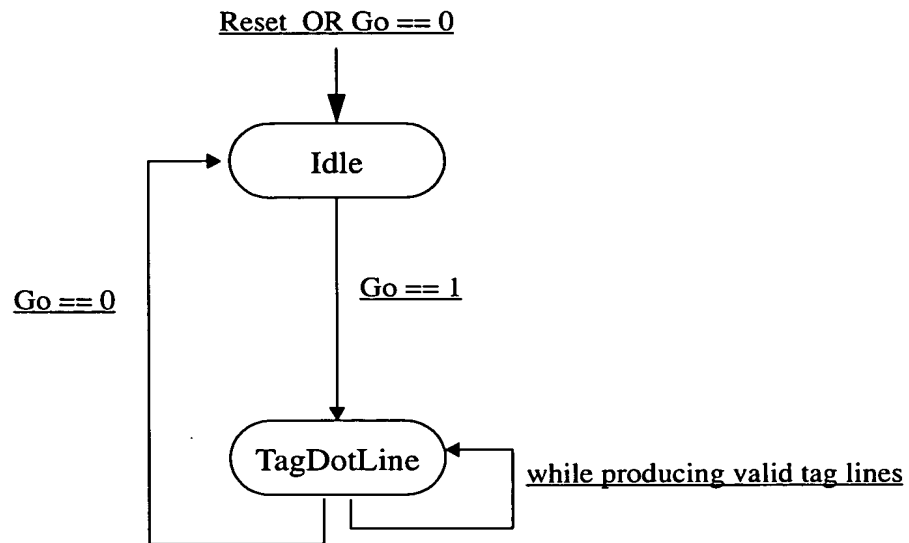 Reset OR Go == 0
Idle
Go == 0
Go == 1
TagDotLine
while producing valid tag lines